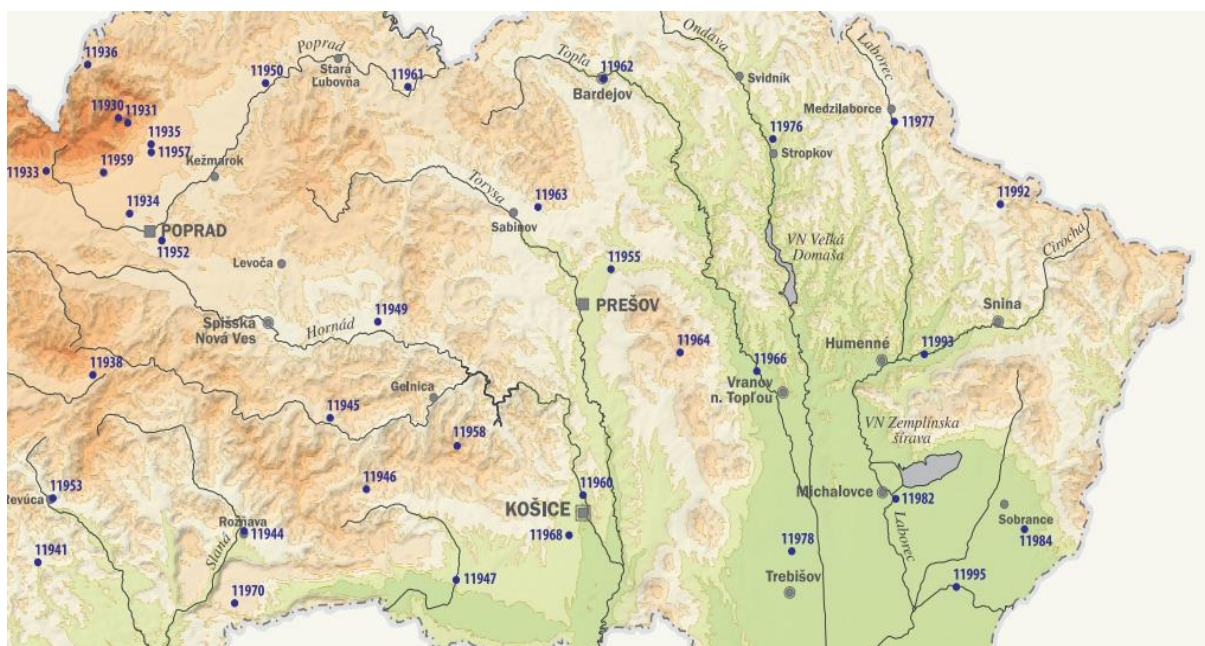 11936
Poprad
11950
Stará
Ľubovňa
11961
Topľa
11962
Bardejov
Ondava
Svidník
Laborec
Medzilaborce
11977
11930
11931
11935
11957
11933
11959
Kežmarok
11934
POPRAD
11952
11976
Stropkov
Torysa
11963
Sabinov
11992
Cirocha
VN Veľká
Domaša
11955
Levoča
PREŠOV
Snina
11949
Spišská
Nová Ves
Hornád
11964
Humenné
11993
11966
Vranov
n. Topľou
11938
Gelnica
11945
11958
VN Zemplínska
šírava
11946
11960
KOŠICE
11968
11953
Revúca
Rožňava
11944
Slaná
Michalovce
11982
Laborec
Sobrance
11984
11941
11978
Trebišov
11947
11970
11995